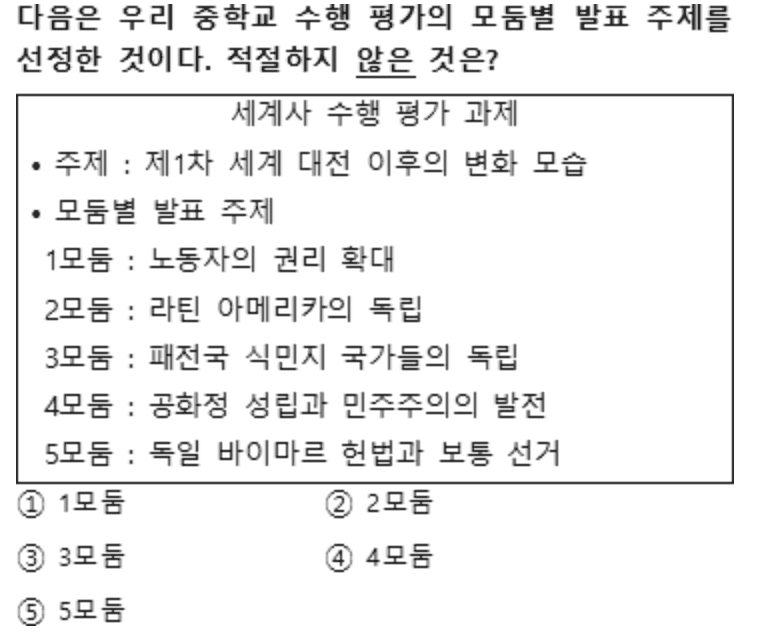 다음은 우리 중학교 수행 평가의 모둠별 발표 주제를
선정한 것이다. 적절하지 않은 것은?
세계사 수행 평가 과제
• 주제 : 제1차 세계 대전 이후의 변화 모습
• 모둠별 발표 주제
1모둠 : 노동자의 권리 확대
2모둠 : 라틴 아메리카의 독립
3모둠 : 패전국 식민지 국가들의 독립
4모둠 : 공화정 성립과 민주주의의 발전
5모둠 : 독일 바이마르 헌법과 보통 선거
① 1모둠 ② 2모둠
③ 3모둠 ④ 4모둠
⑤ 5모둠